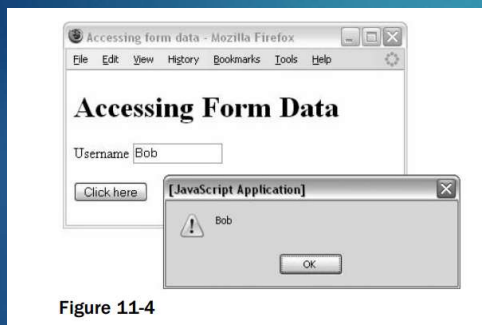 Accessing form data - Mozilla Firefox
File Edit View History Bookmarks Tools Help
Accessing Form Data
Username Bob
Click here
[JavaScript Application]
Bob
OK
Figure 11-4